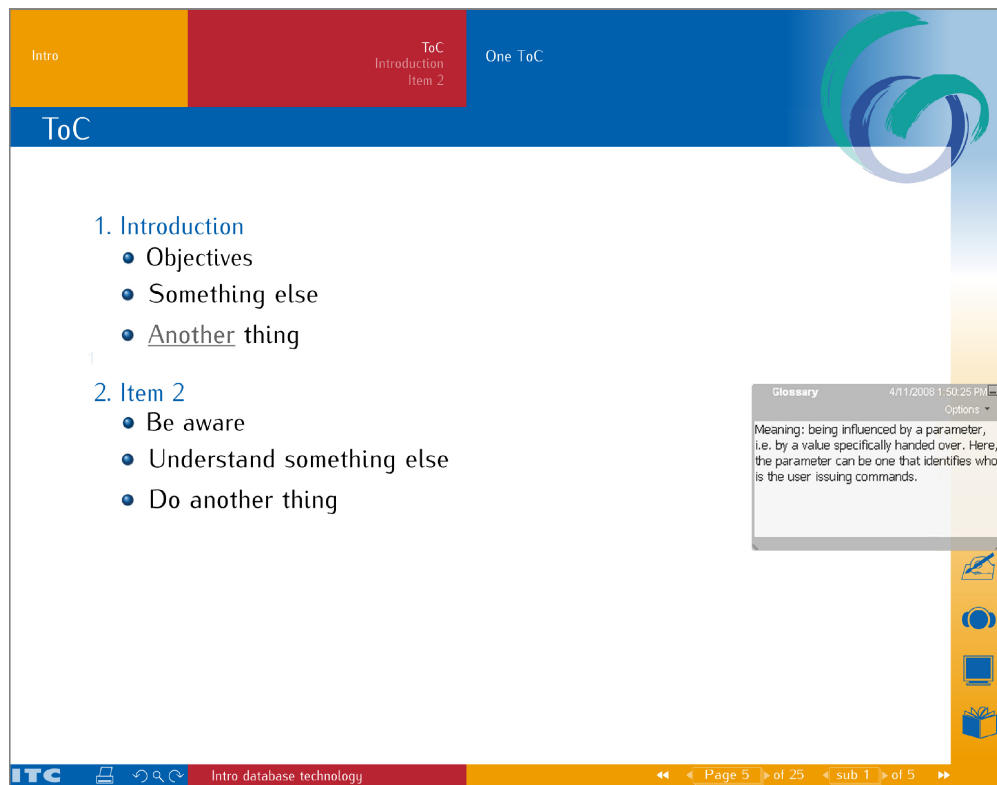 Intro
ToC
Introduction
Item 2
One ToC
ToC
1. Introduction
Objectives
Something else
Another thing
1
2. Item 2
Be aware
Understand something else
Do another thing
Glossary 4/11/2008 1:50:25 PM
Options
Meaning: being influenced by a parameter,
i.e. by a value specifically handed over. Here,
the parameter can be one that identifies who
is the user issuing commands.
ITC Intro database technology Page 5 of 25 sub 1 of 5